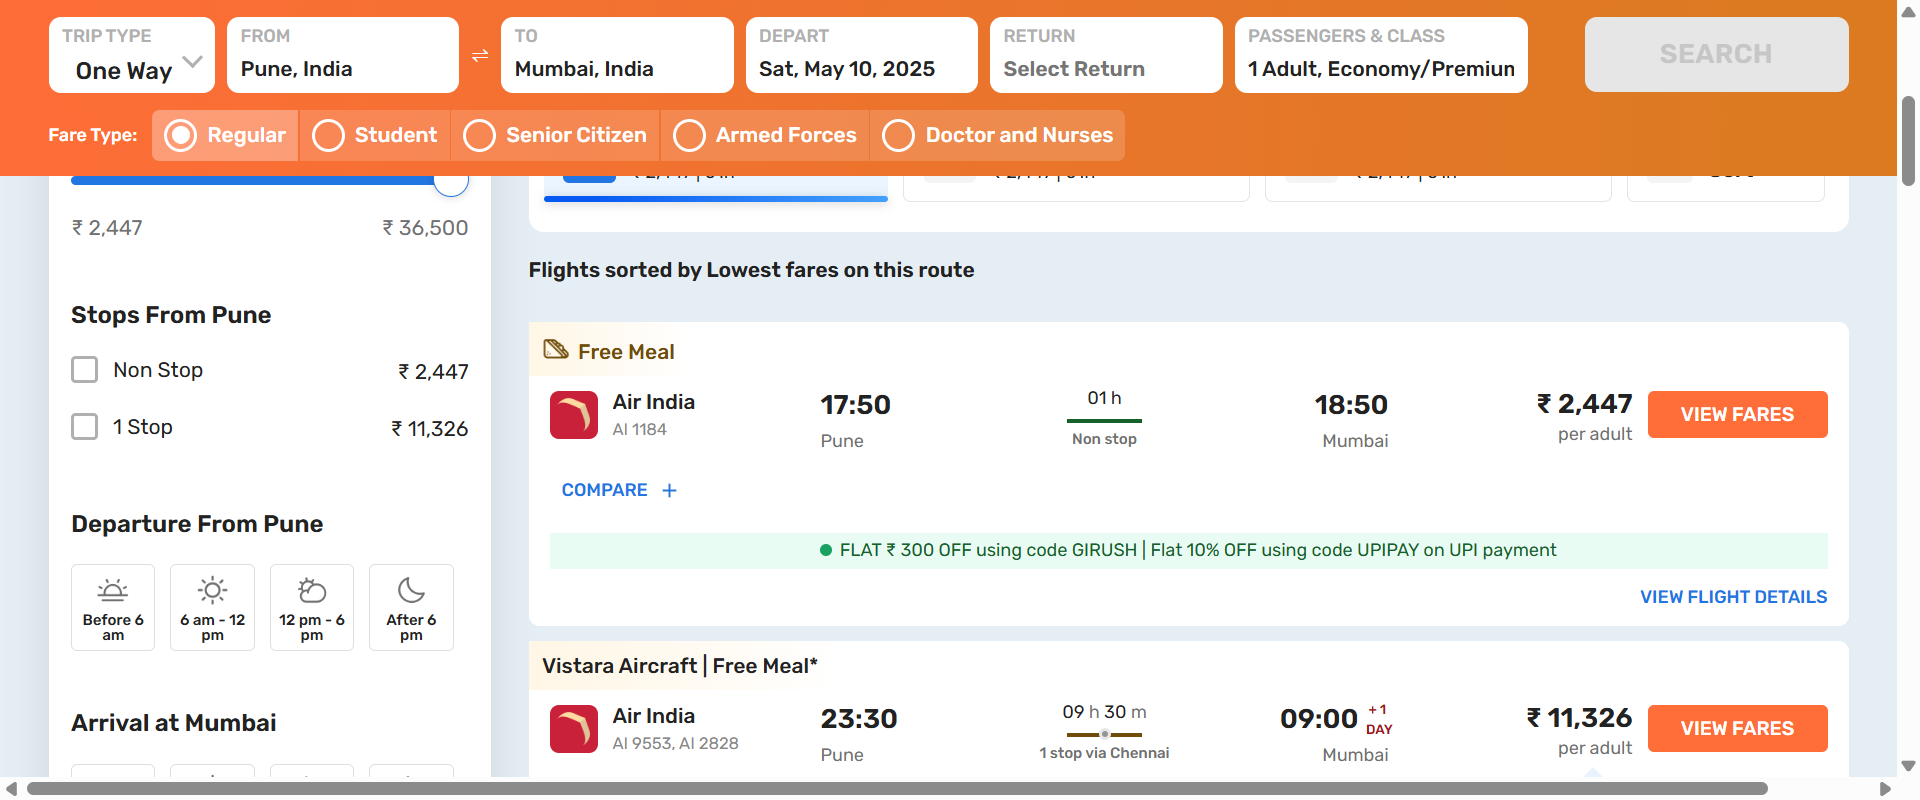 TRIP TYPE
One Way
FROM
Pune, India
TO
Mumbai, India
DEPART
Sat, May 10, 2025
RETURN
Select Return
PASSENGERS & CLASS
1 Adult, Economy/Premiun
SEARCH
Fare Type:
Regular
Student
Senior Citizen
Armed Forces
Doctor and Nurses
₹ 2,447
₹ 36,500
Stops From Pune
Non Stop ₹ 2,447
1 Stop ₹ 11,326
Departure From Pune
Before 6 am
6 am - 12 pm
12 pm - 6 pm
After 6 pm
Arrival at Mumbai
Flights sorted by Lowest fares on this route
Free Meal
Air India
AI 1184
17:50
Pune
01 h
Non stop
18:50
Mumbai
₹ 2,447
per adult
VIEW FARES
COMPARE +
FLAT ₹ 300 OFF using code GIRUSH | Flat 10% OFF using code UPIPAY on UPI payment
VIEW FLIGHT DETAILS
Vistara Aircraft | Free Meal*
Air India
AI 9553, AI 2828
23:30
Pune
09 h 30 m
1 stop via Chennai
09:00
+ 1 DAY
Mumbai
₹ 11,326
per adult
VIEW FARES